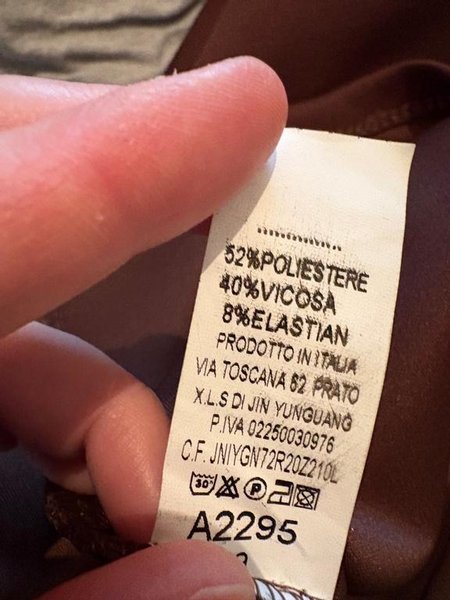 52%POLIESTERE
40%VICOSA
8%ELASTIAN
PRODOTTO IN ITALIA
VIA TOSCANA 62 PRATO
X.L.S DI JIN YUNGUANG
P.IVA 02250030976
C.F. JNIYGN72R20Z210L
30° P
A2295